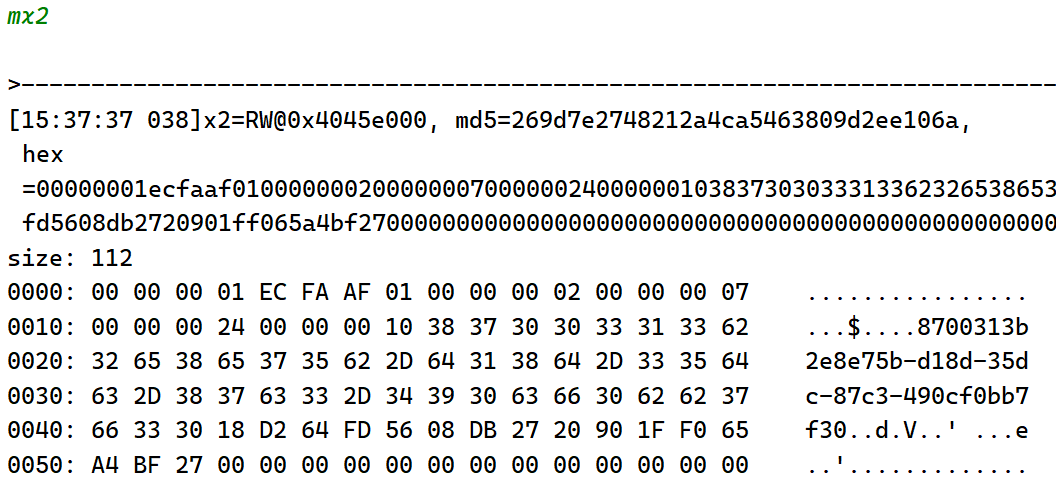 mx2
>-----------------------------------------------------------------------------
[15:37:37 038]x2=RW@0x4045e000, md5=269d7e2748212a4ca5463809d2ee106a,
hex
=00000001ecfaaf010000000200000007000000240000001038373030333133623265386537
fd5608db2720901ff065a4bf270000000000000000000000000000000000000000000000000
size: 112
0000: 00 00 00 01 EC FA AF 01 00 00 00 02 00 00 00 07    ................
0010: 00 00 00 24 00 00 00 10 38 37 30 30 33 31 33 62    ...$....8700313b
0020: 32 65 38 65 37 35 62 2D 64 31 38 64 2D 33 35 64    2e8e75b-d18d-35d
0030: 63 2D 38 37 63 33 2D 34 39 30 63 66 30 62 62 37    c-87c3-490cf0bb7
0040: 66 33 30 18 D2 64 FD 56 08 DB 27 20 90 1F F0 65    f30..d.V..' ...e
0050: A4 BF 27 00 00 00 00 00 00 00 00 00 00 00 00 00    ..'.............